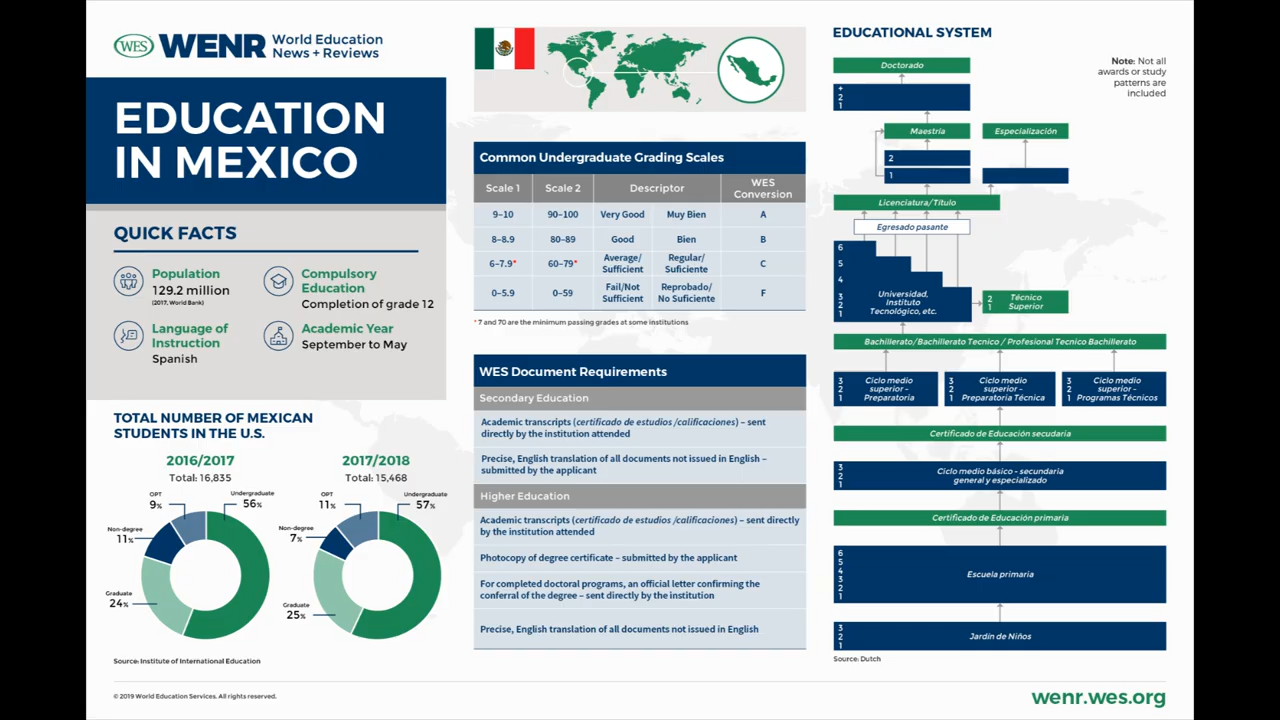 WES WENR World Education
News + Reviews
EDUCATION
IN MEXICO
QUICK FACTS
Population
129.2 million
(2017, World Bank)
Compulsory
Education
Completion of grade 12
Language of
Instruction
Spanish
Academic Year
September to May
TOTAL NUMBER OF MEXICAN
STUDENTS IN THE U.S.
2016/2017
Total: 16,835
OPT
9%
Undergraduate
56%
Non-degree
11%
Graduate
24%
2017/2018
Total: 15,468
OPT
11%
Undergraduate
57%
Non-degree
7%
Graduate
25%
Source: Institute of International Education
© 2019 World Education Services. All rights reserved.
Common Undergraduate Grading Scales
Scale 1 Scale 2 Descriptor WES
Conversion
9–10 90–100 Very Good Muy Bien A
8–8.9 80–89 Good Bien B
6–7.9* 60–79* Average/
Sufficient Regular/
Suficiente C
0–5.9 0–59 Fail/Not
Sufficient Reprobado/
No Suficiente F
* 7 and 70 are the minimum passing grades at some institutions
WES Document Requirements
Secondary Education
Academic transcripts (certificado de estudios /calificaciones) – sent
directly by the institution attended
Precise, English translation of all documents not issued in English –
submitted by the applicant
Higher Education
Academic transcripts (certificado de estudios /calificaciones) – sent directly
by the institution attended
Photocopy of degree certificate – submitted by the applicant
For completed doctoral programs, an official letter confirming the
conferral of the degree – sent directly by the institution
Precise, English translation of all documents not issued in English
EDUCATIONAL SYSTEM
Note: Not all
awards or study
patterns are
included
Doctorado
+
2
1
Maestría
Especialización
2
1
Licenciatura/Título
Egresado pasante
6
5
4
3
2
1
Universidad,
Instituto
Tecnológico, etc.
2
1
Técnico
Superior
Bachillerato/Bachillerato Tecnico / Profesional Tecnico Bachillerato
3
2
1
Ciclo medio
superior –
Preparatoria
3
2
1
Ciclo medio
superior –
Preparatoria Técnica
3
2
1
Ciclo medio
superior –
Programas Técnicos
Certificado de Educación secudaria
3
2
1
Ciclo medio básico – secundaria
general y especializado
Certificado de Educación primaria
6
5
4
3
2
1
Escuela primaria
3
2
1
Jardín de Niños
Source: Dutch
wenr.wes.org